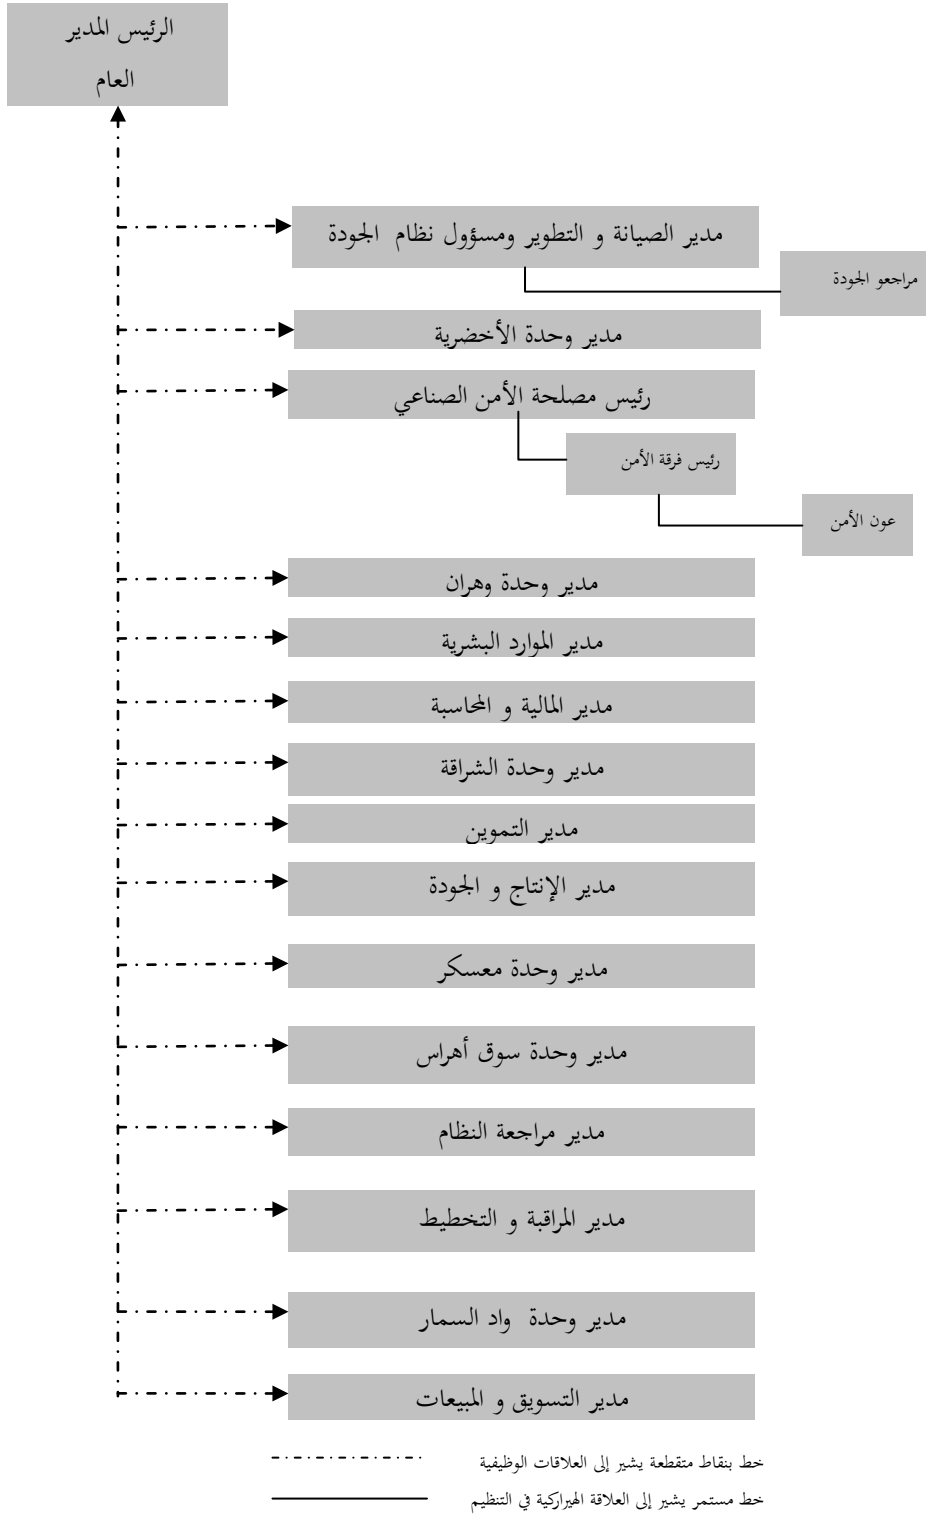 الرئيس المدير
العام
مدير الصيانة و التطوير ومسؤول نظام الجودة
مراجعو الجودة
مدير وحدة الأخضرية
رئيس مصلحة الأمن الصناعي
رئيس فرقة الأمن
عون الأمن
مدير وحدة وهران
مدير الموارد البشرية
مدير المالية و المحاسبة
مدير وحدة الشراقة
مدير التموين
مدير الإنتاج و الجودة
مدير وحدة معسكر
مدير وحدة سوق أهراس
مدير مراجعة النظام
مدير المراقبة و التخطيط
مدير وحدة واد السمار
مدير التسويق و المبيعات
خط بنقاط متقطعة يشير إلى العلاقات الوظيفية
خط مستمر يشير إلى العلاقة الهيراركية في التنظيم